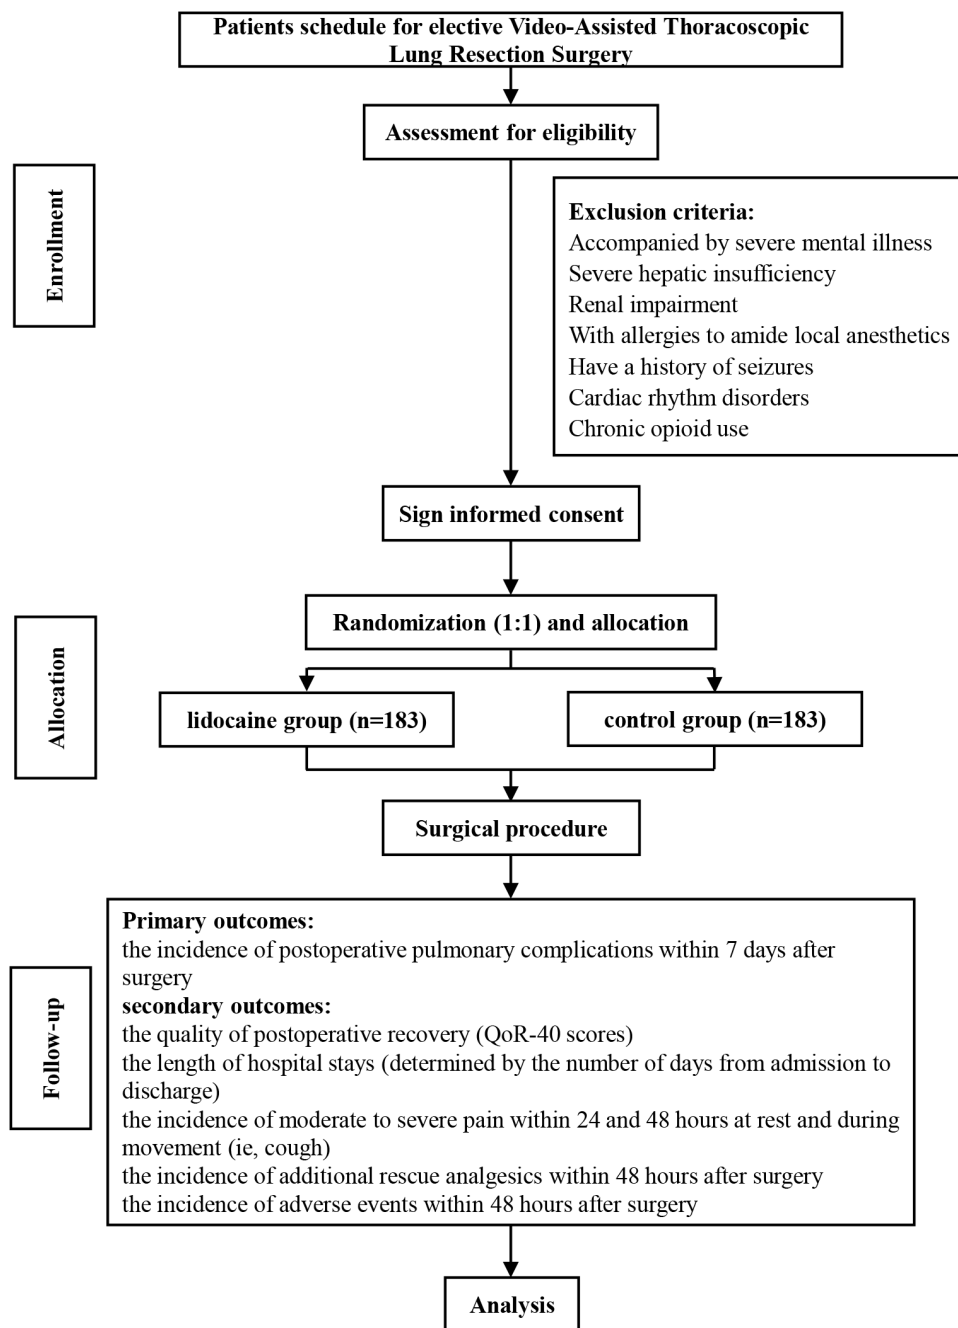 Patients schedule for elective Video-Assisted Thoracoscopic
Lung Resection Surgery
Assessment for eligibility
Enrollment
Exclusion criteria:
Accompanied by severe mental illness
Severe hepatic insufficiency
Renal impairment
With allergies to amide local anesthetics
Have a history of seizures
Cardiac rhythm disorders
Chronic opioid use
Sign informed consent
Randomization (1:1) and allocation
Allocation
lidocaine group (n=183)
control group (n=183)
Surgical procedure
Follow-up
Primary outcomes:
the incidence of postoperative pulmonary complications within 7 days after
surgery
secondary outcomes:
the quality of postoperative recovery (QoR-40 scores)
the length of hospital stays (determined by the number of days from admission to
discharge)
the incidence of moderate to severe pain within 24 and 48 hours at rest and during
movement (ie, cough)
the incidence of additional rescue analgesics within 48 hours after surgery
the incidence of adverse events within 48 hours after surgery
Analysis